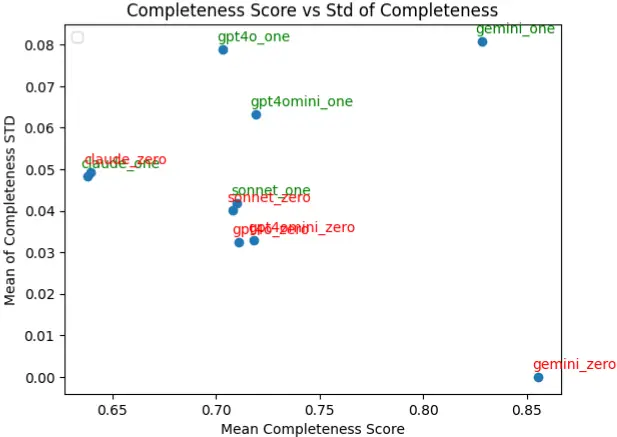 Completeness Score vs Std of Completeness
gpt4o_one
gemini_one
0.08
0.07
gpt4omini_one
0.06
claude_zero
claude_one
0.05
sonnet_one
sonnet_zero
0.04
gpt4o_zero
gpt4omini_zero
0.03
0.02
0.01
gemini_zero
0.00
Mean of Completeness STD
0.65
0.70
0.75
0.80
0.85
Mean Completeness Score